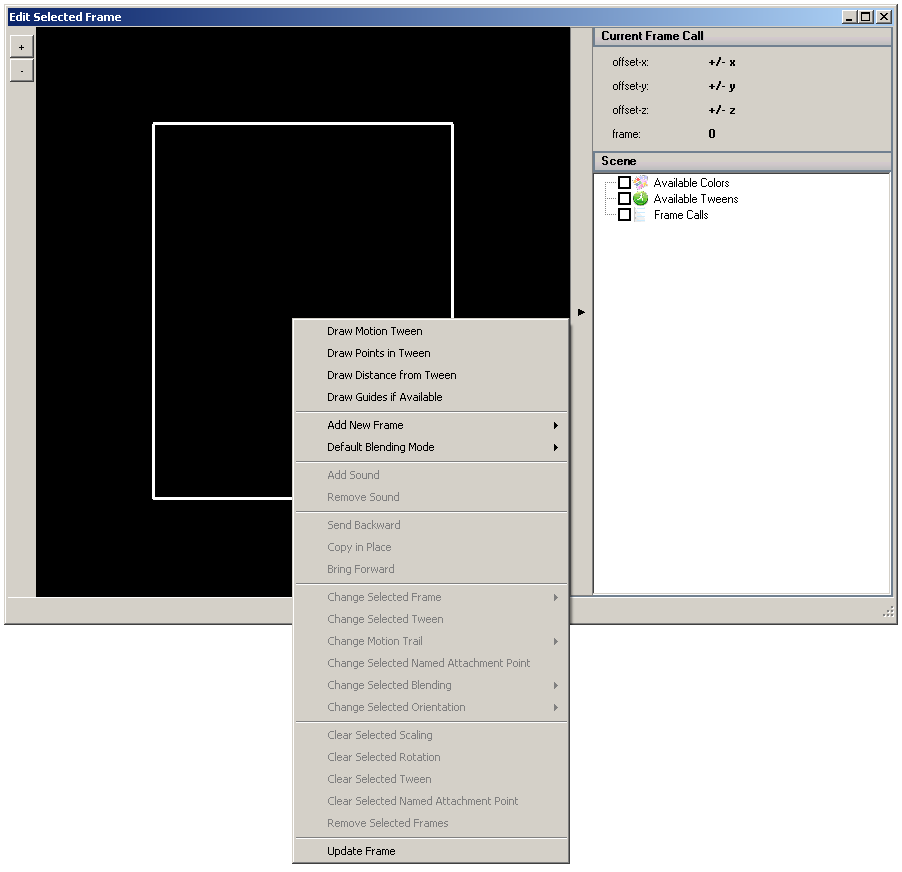 Edit Selected Frame
+
-
Current Frame Call
offset-x: +/- x
offset-y: +/- y
offset-z: +/- z
frame: 0
Scene
Available Colors
Available Tweens
Frame Calls
Draw Motion Tween
Draw Points in Tween
Draw Distance from Tween
Draw Guides if Available
Add New Frame
Default Blending Mode
Add Sound
Remove Sound
Send Backward
Copy in Place
Bring Forward
Change Selected Frame
Change Selected Tween
Change Motion Trail
Change Selected Named Attachment Point
Change Selected Blending
Change Selected Orientation
Clear Selected Scaling
Clear Selected Rotation
Clear Selected Tween
Clear Selected Named Attachment Point
Remove Selected Frames
Update Frame